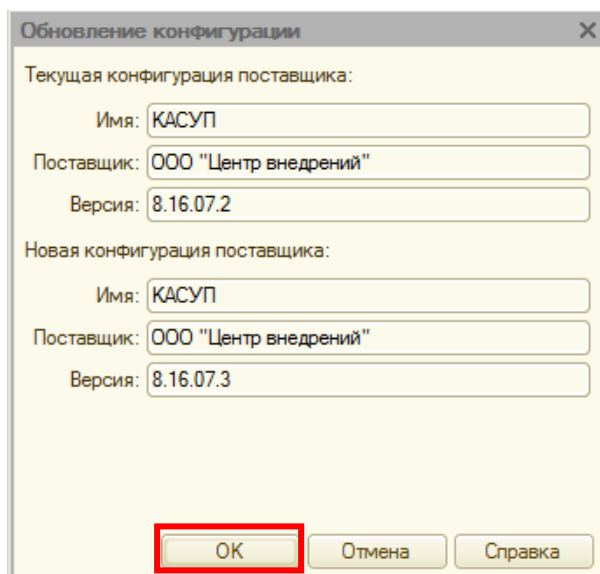 Обновление конфигурации
Текущая конфигурация поставщика:
Имя: КАСУП
Поставщик: ООО "Центр внедрений"
Версия: 8.16.07.2
Новая конфигурация поставщика:
Имя: КАСУП
Поставщик: ООО "Центр внедрений"
Версия: 8.16.07.3
ОК Отмена Справка